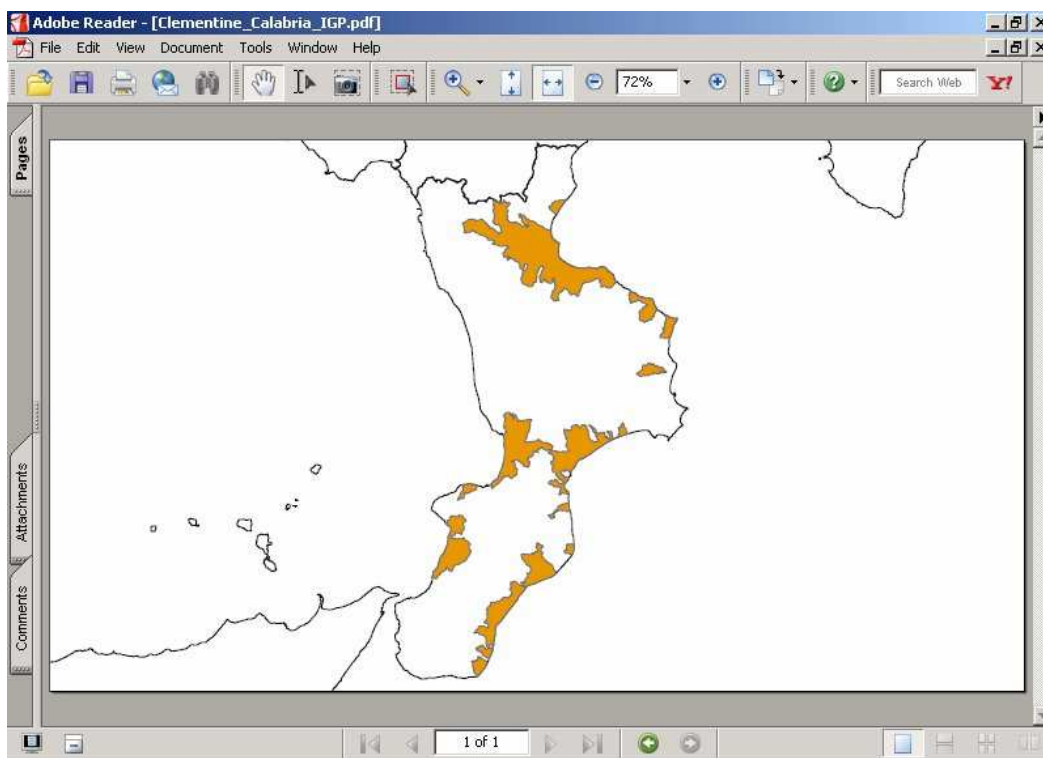 Adobe Reader - [Clementine_Calabria_IGP.pdf]
File Edit View Document Tools Window Help
72%
Search Web
Y!
Pages
Attachments
Comments
1 of 1